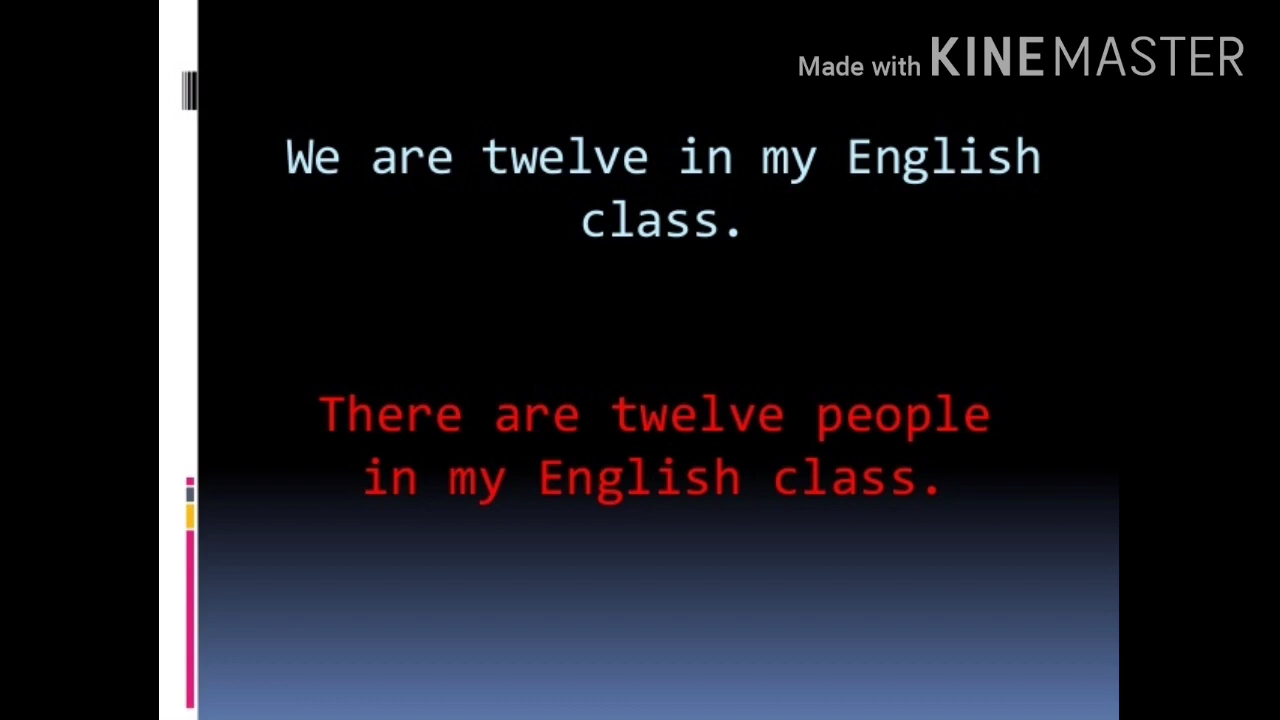 Made with KINEMASTER
We are twelve in my English
class.
There are twelve people
in my English class.